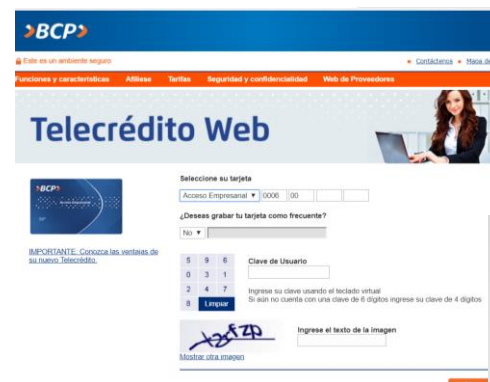 >BCP>
Este es un ambiente seguro
Contáctenos
Funciones y características Afíliese Tarifas Seguridad y confidencialidad Web de Proveedores
Telecrédito Web
>BCP>
Seleccione su tarjeta
Acceso Empresarial 0006 00
¿Deseas grabar tu tarjeta como frecuente?
No
IMPORTANTE: Conozca las ventajas de
su nuevo Telecrédito.
5 9 6 Clave de Usuario
0 3 1
2 4 7 Ingrese su clave usando el teclado virtual
8 Limpiar Si aún no cuenta con una clave de 6 dígitos ingrese su clave de 4 dígitos
Ingrese el texto de la imagen
Mostrar otra imagen